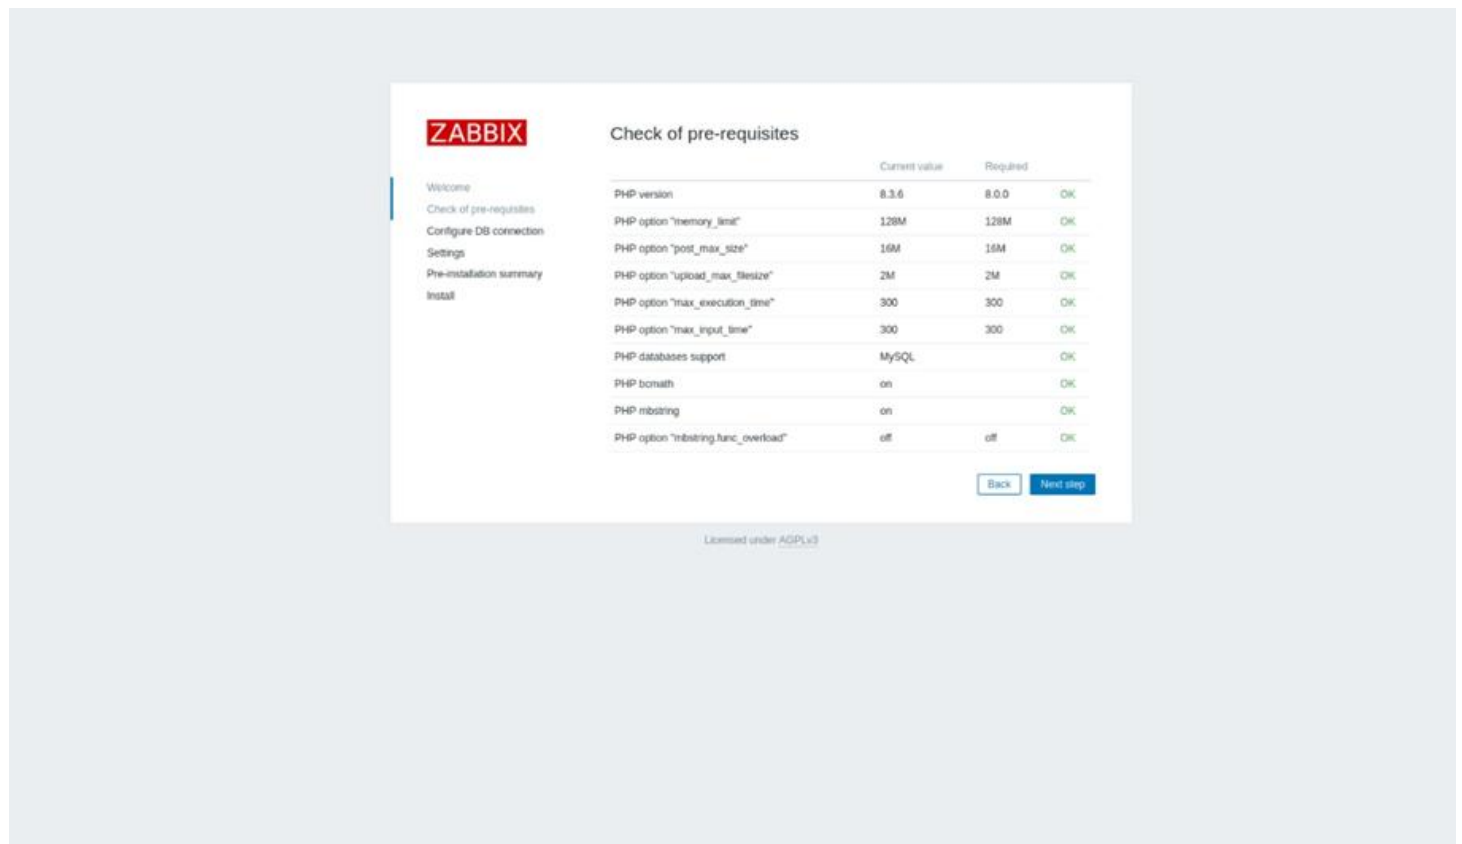 ZABBIX
Check of pre-requisites
Current value Required
Welcome
Check of pre-requisites
Configure DB connection
Settings
Pre-installation summary
Install
PHP version 8.3.6 8.0.0 OK
PHP option "memory_limit" 128M 128M OK
PHP option "post_max_size" 16M 16M OK
PHP option "upload_max_filesize" 2M 2M OK
PHP option "max_execution_time" 300 300 OK
PHP option "max_input_time" 300 300 OK
PHP databases support MySQL OK
PHP bcmath on OK
PHP mbstring on OK
PHP option "mbstring.func_overload" off off OK
Back Next step
Licensed under AGPLv3